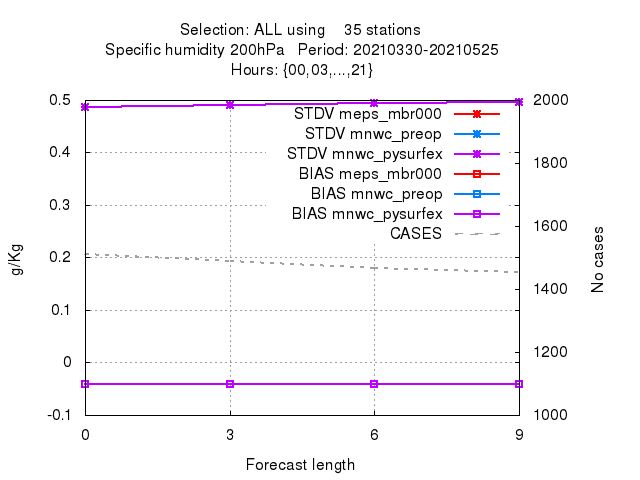 Selection: ALL using    35 stations
Specific humidity 200hPa   Period: 20210330-20210525
Hours: {00,03,...,21}
0.5
0.4
0.3
0.2
0.1
0
-0.1
g/Kg
STDV meps_mbr000
STDV mnwc_preop
STDV mnwc_pysurfex
BIAS meps_mbr000
BIAS mnwc_preop
BIAS mnwc_pysurfex
CASES
2000
1800
1600
1400
1200
1000
No cases
0 3 6 9
Forecast length